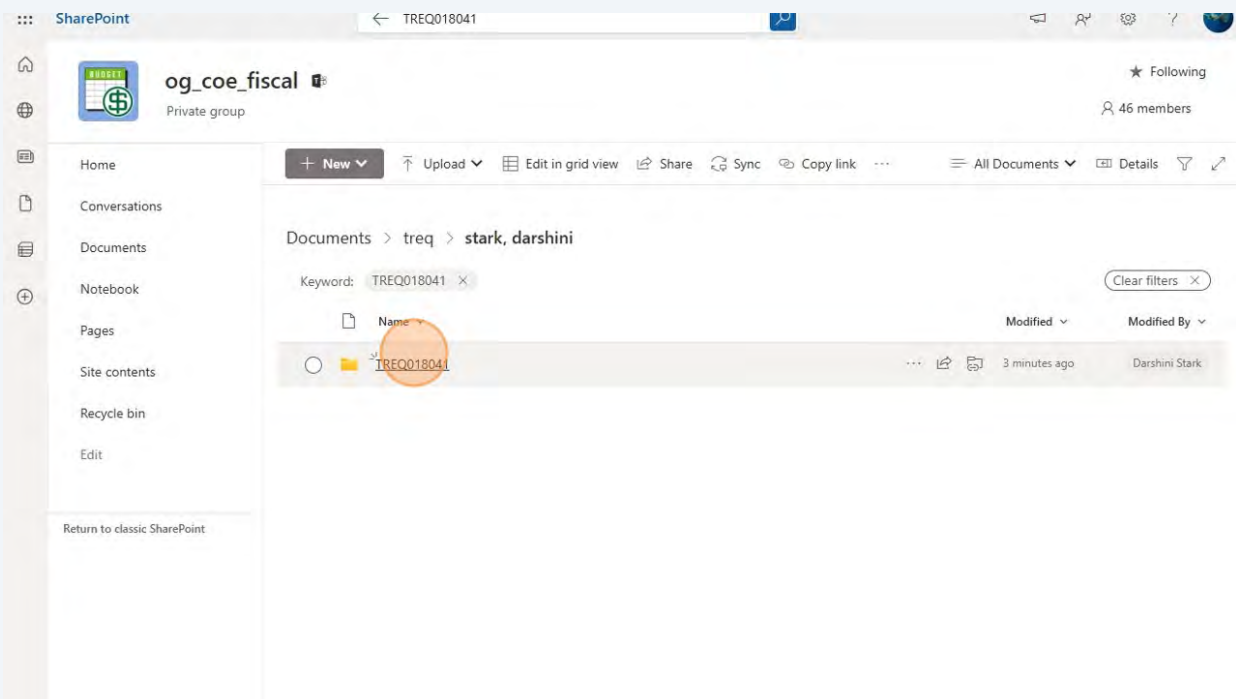 SharePoint
TREQ018041
?
BUDGET
$
og_coe_fiscal
Private group
Following
46 members
Home
Conversations
Documents
Notebook
Pages
Site contents
Recycle bin
Edit
Return to classic SharePoint
+ New Upload Edit in grid view Share Sync Copy link ... All Documents Details
Documents > treq > stark, darshini
Keyword: TREQ018041 × Clear filters ×
Name Modified Modified By
TREQ018041 ... 3 minutes ago Darshini Stark